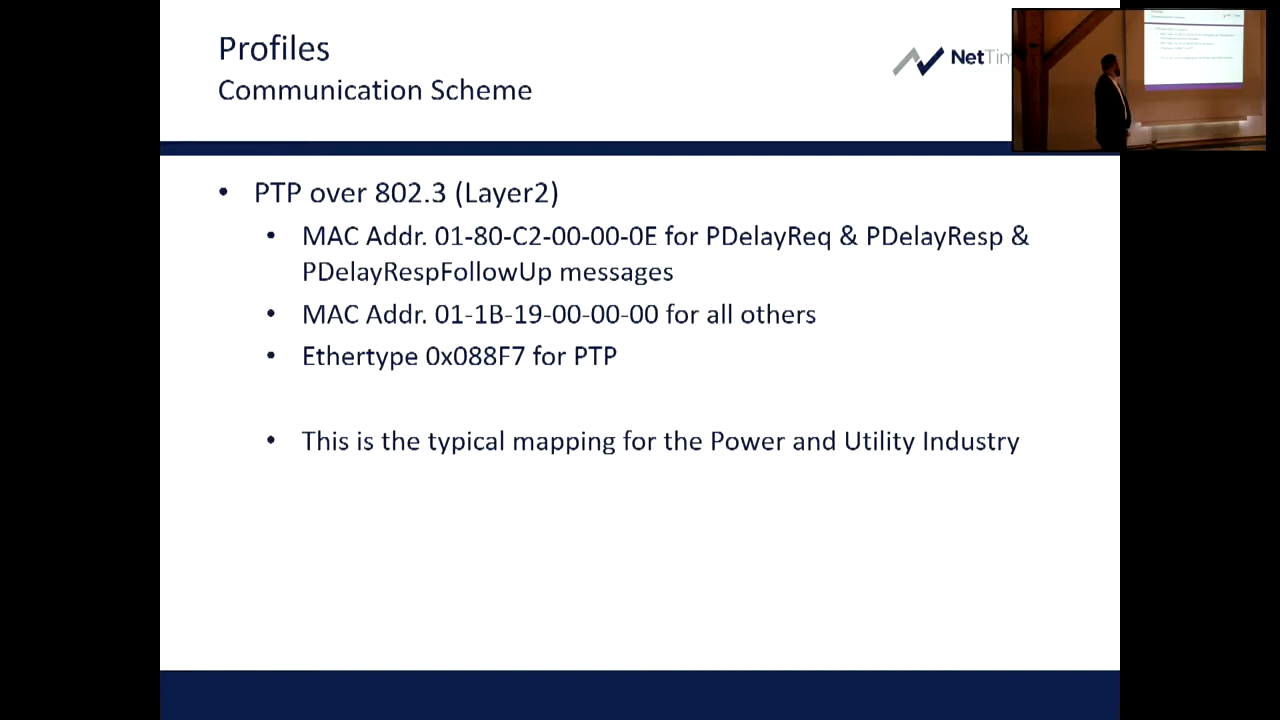 Profiles
Communication Scheme
NetTim
• PTP over 802.3 (Layer2)
• MAC Addr. 01-80-C2-00-00-0E for PDelayReq & PDelayResp &
PDelayRespFollowUp messages
• MAC Addr. 01-1B-19-00-00-00 for all others
• Ethertype 0x088F7 for PTP
• This is the typical mapping for the Power and Utility Industry